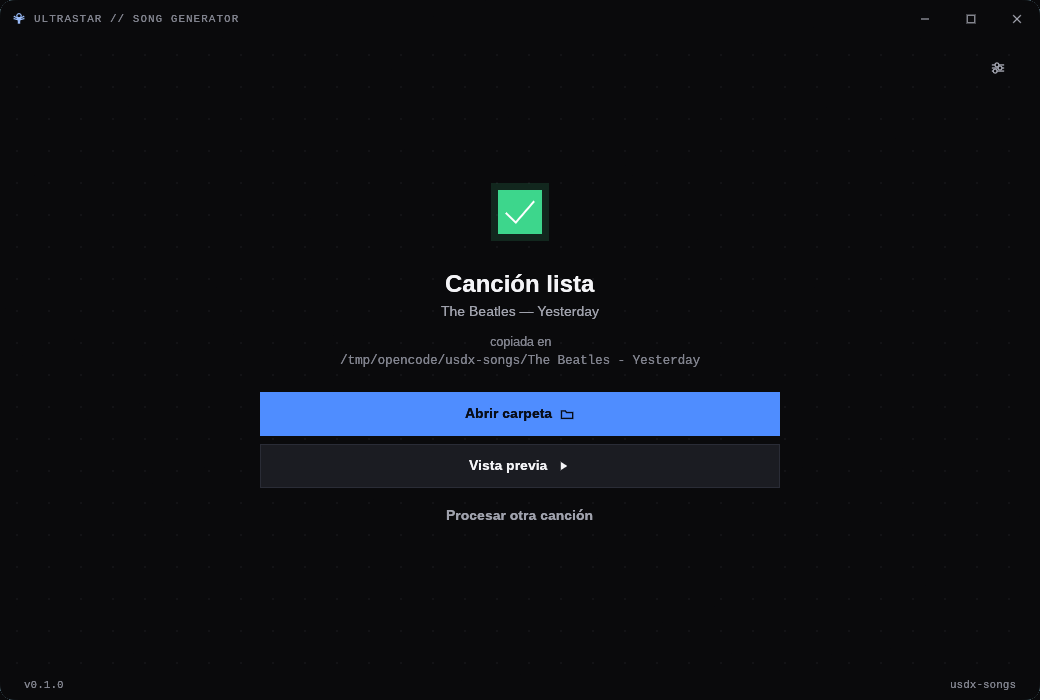 ULTRASTAR // SONG GENERATOR
Canción lista
The Beatles — Yesterday
copiada en
/tmp/opencode/usdx-songs/The Beatles - Yesterday
Abrir carpeta
Vista previa
Procesar otra canción
v0.1.0
usdx-songs